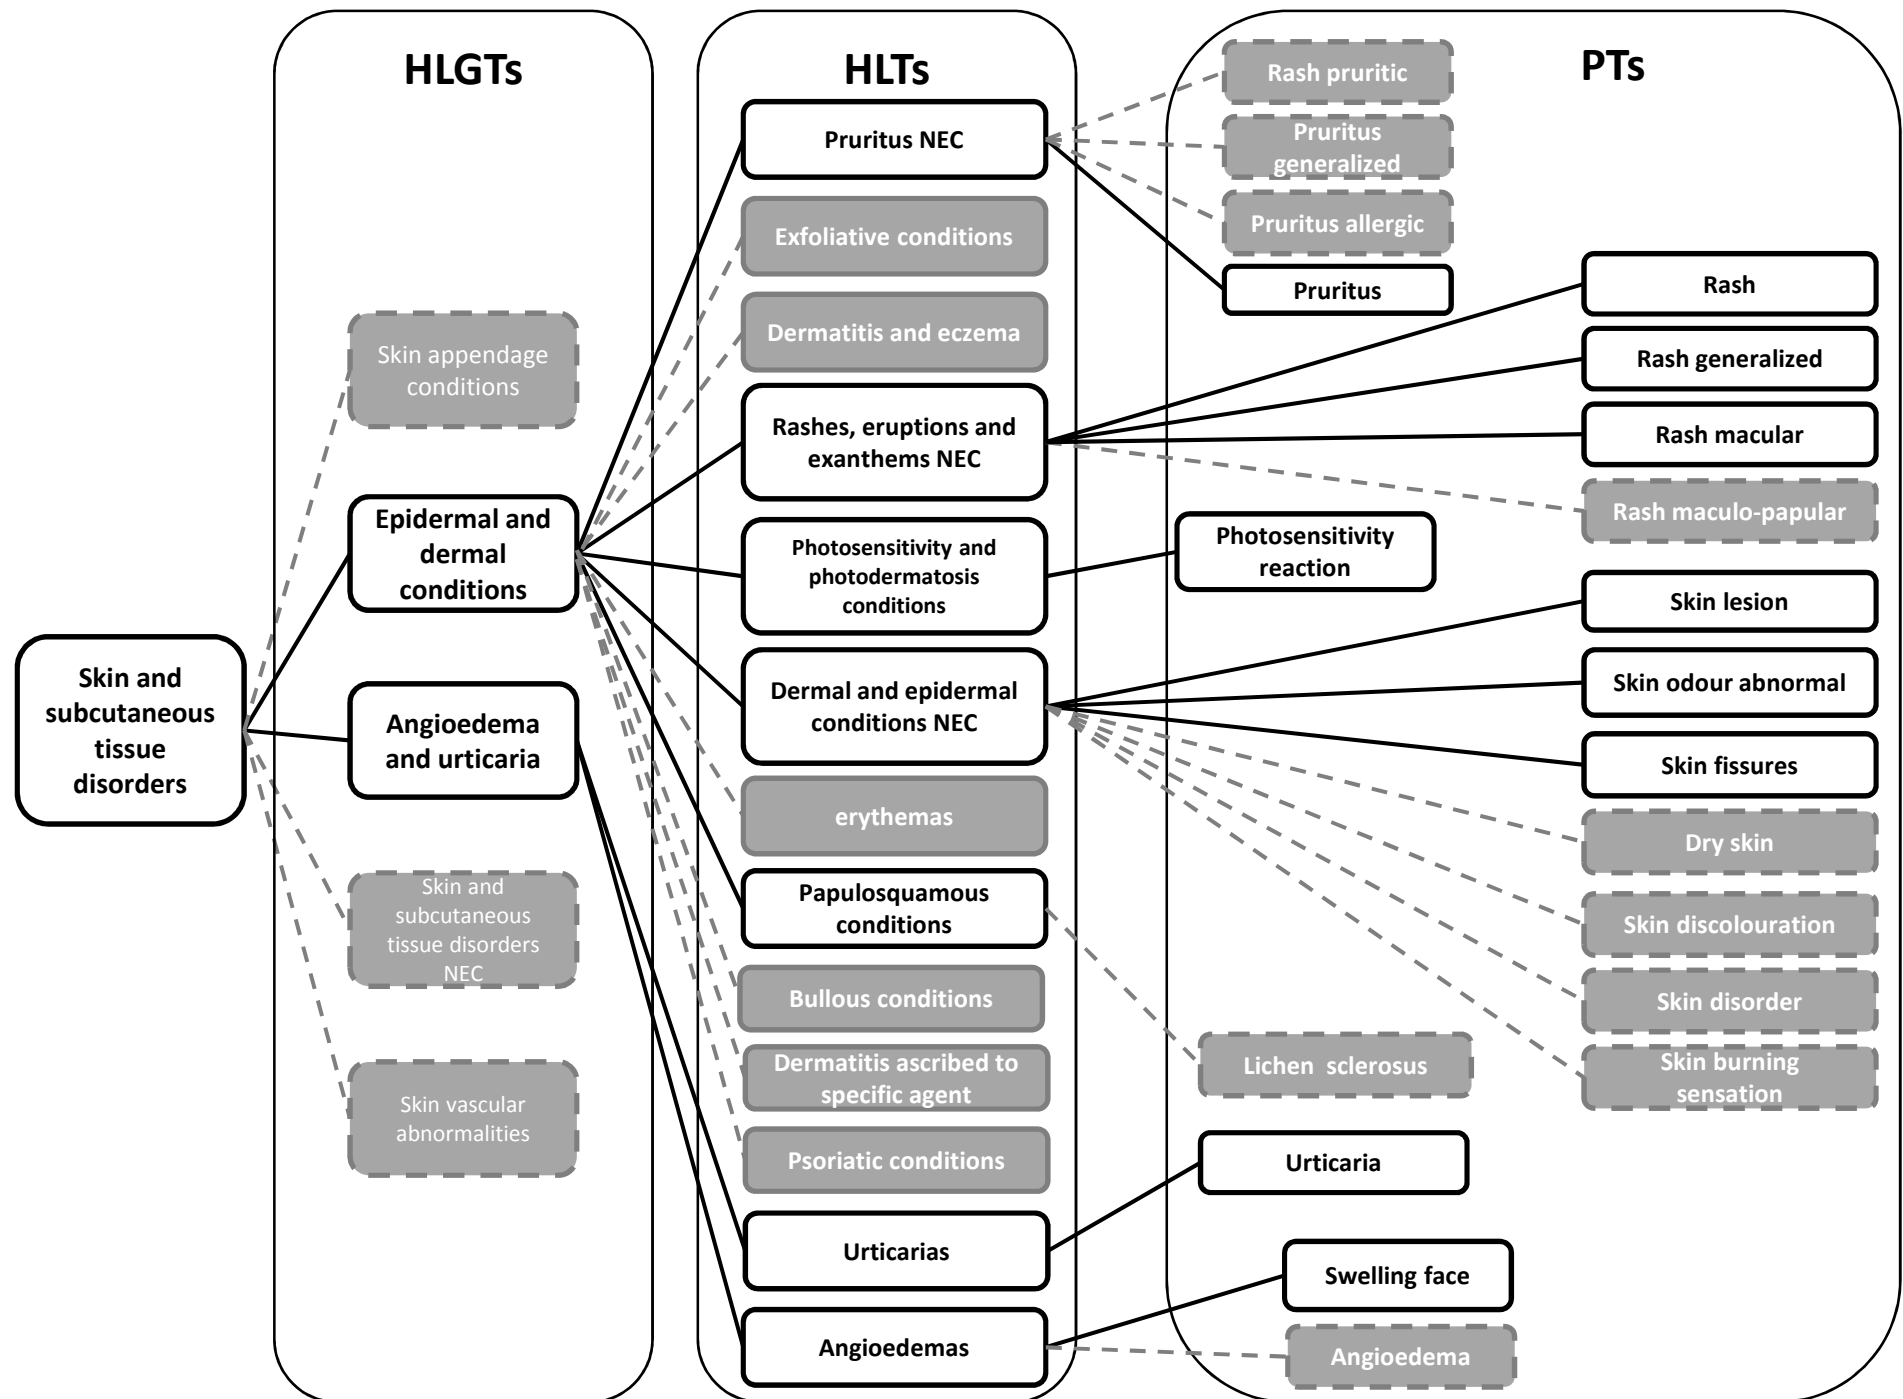 HLGTs
HLTs
PTs
Skin and
subcutaneous
tissue
disorders
Skin appendage
conditions
Epidermal and
dermal
conditions
Angioedema
and urticaria
Skin and
subcutaneous
tissue disorders
NEC
Skin vascular
abnormalities
Pruritus NEC
Exfoliative conditions
Dermatitis and eczema
Rashes, eruptions and
exanthems NEC
Photosensitivity and
photodermatosis
conditions
Dermal and epidermal
conditions NEC
erythemas
Papulosquamous
conditions
Bullous conditions
Dermatitis ascribed to
specific agent
Psoriatic conditions
Urticarias
Angioedemas
Rash pruritic
Pruritus
generalized
Pruritus allergic
Pruritus
Rash
Rash generalized
Rash macular
Rash maculo-papular
Photosensitivity
reaction
Skin lesion
Skin odour abnormal
Skin fissures
Dry skin
Skin discolouration
Skin disorder
Skin burning
sensation
Lichen sclerosus
Urticaria
Swelling face
Angioedema